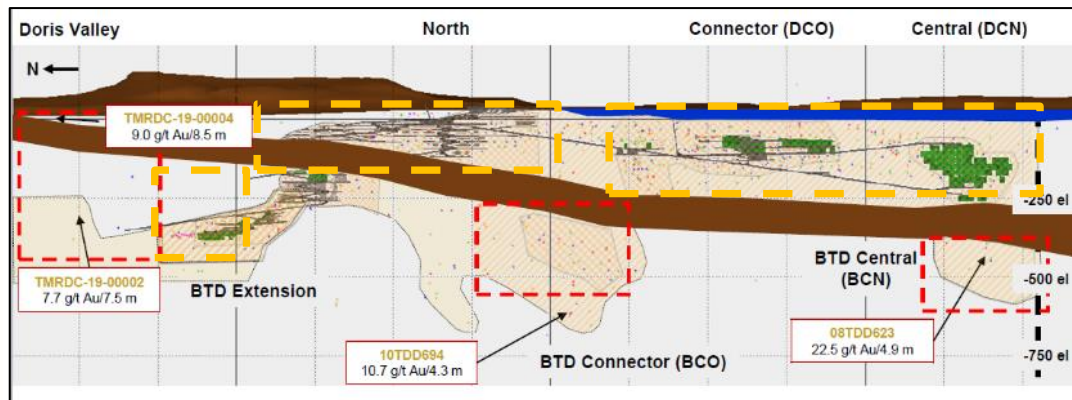 Doris Valley
North
Connector (DCO)
Central (DCN)
N
TMRDC-19-00004
9.0 g/t Au/8.5 m
-250 el
TMRDC-19-00002
7.7 g/t Au/7.5 m
BTD Extension
BTD Central
(BCN)
-500 el
10TDD694
10.7 g/t Au/4.3 m
BTD Connector (BCO)
08TDD623
22.5 g/t Au/4.9 m
-750 el